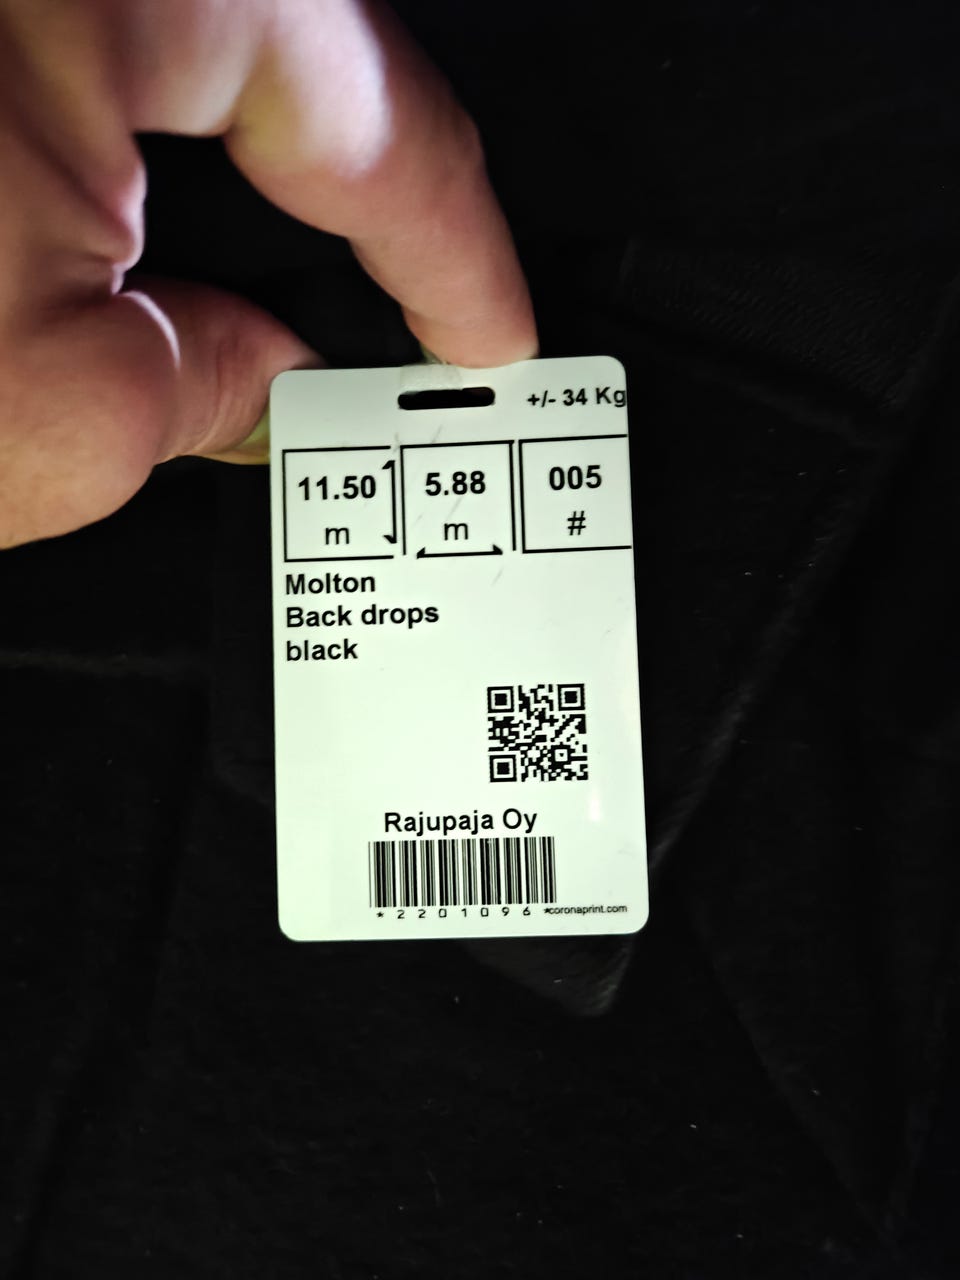 +/- 34 Kg
11.50 5.88 005
m m #
Molton
Back drops
black
Rajupaja Oy
*2201096*
coronaprint.com